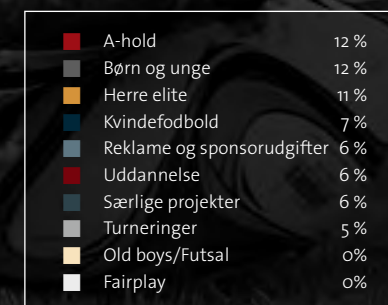 A-hold 12 %
Børn og unge 12 %
Herre elite 11 %
Kvindefodbold 7 %
Reklame og sponsorudgifter 6 %
Uddannelse 6 %
Særlige projekter 6 %
Turneringer 5 %
Old boys/Futsal 0%
Fairplay 0%